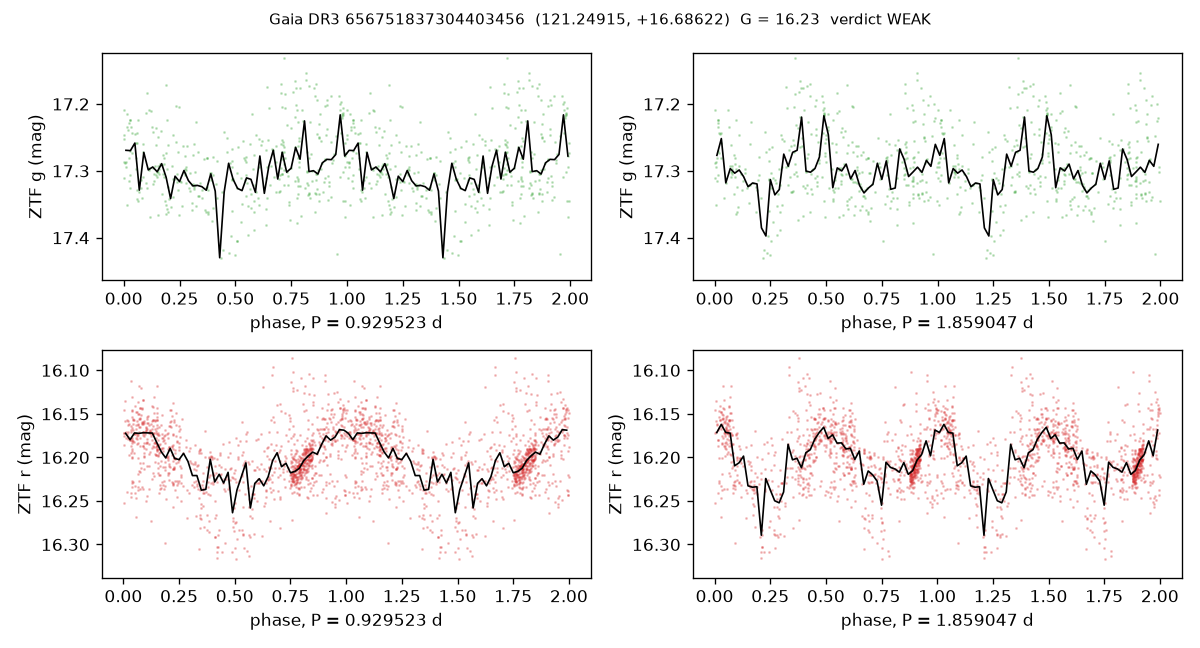 Gaia DR3 656751837304403456 (121.24915, +16.68622) G = 16.23 verdict WEAK
ZTF g (mag)
17.2
17.3
17.4
0.00 0.25 0.50 0.75 1.00 1.25 1.50 1.75 2.00
phase, P = 0.929523 d
ZTF g (mag)
17.2
17.3
17.4
0.00 0.25 0.50 0.75 1.00 1.25 1.50 1.75 2.00
phase, P = 1.859047 d
ZTF r (mag)
16.10
16.15
16.20
16.25
16.30
0.00 0.25 0.50 0.75 1.00 1.25 1.50 1.75 2.00
phase, P = 0.929523 d
ZTF r (mag)
16.10
16.15
16.20
16.25
16.30
0.00 0.25 0.50 0.75 1.00 1.25 1.50 1.75 2.00
phase, P = 1.859047 d